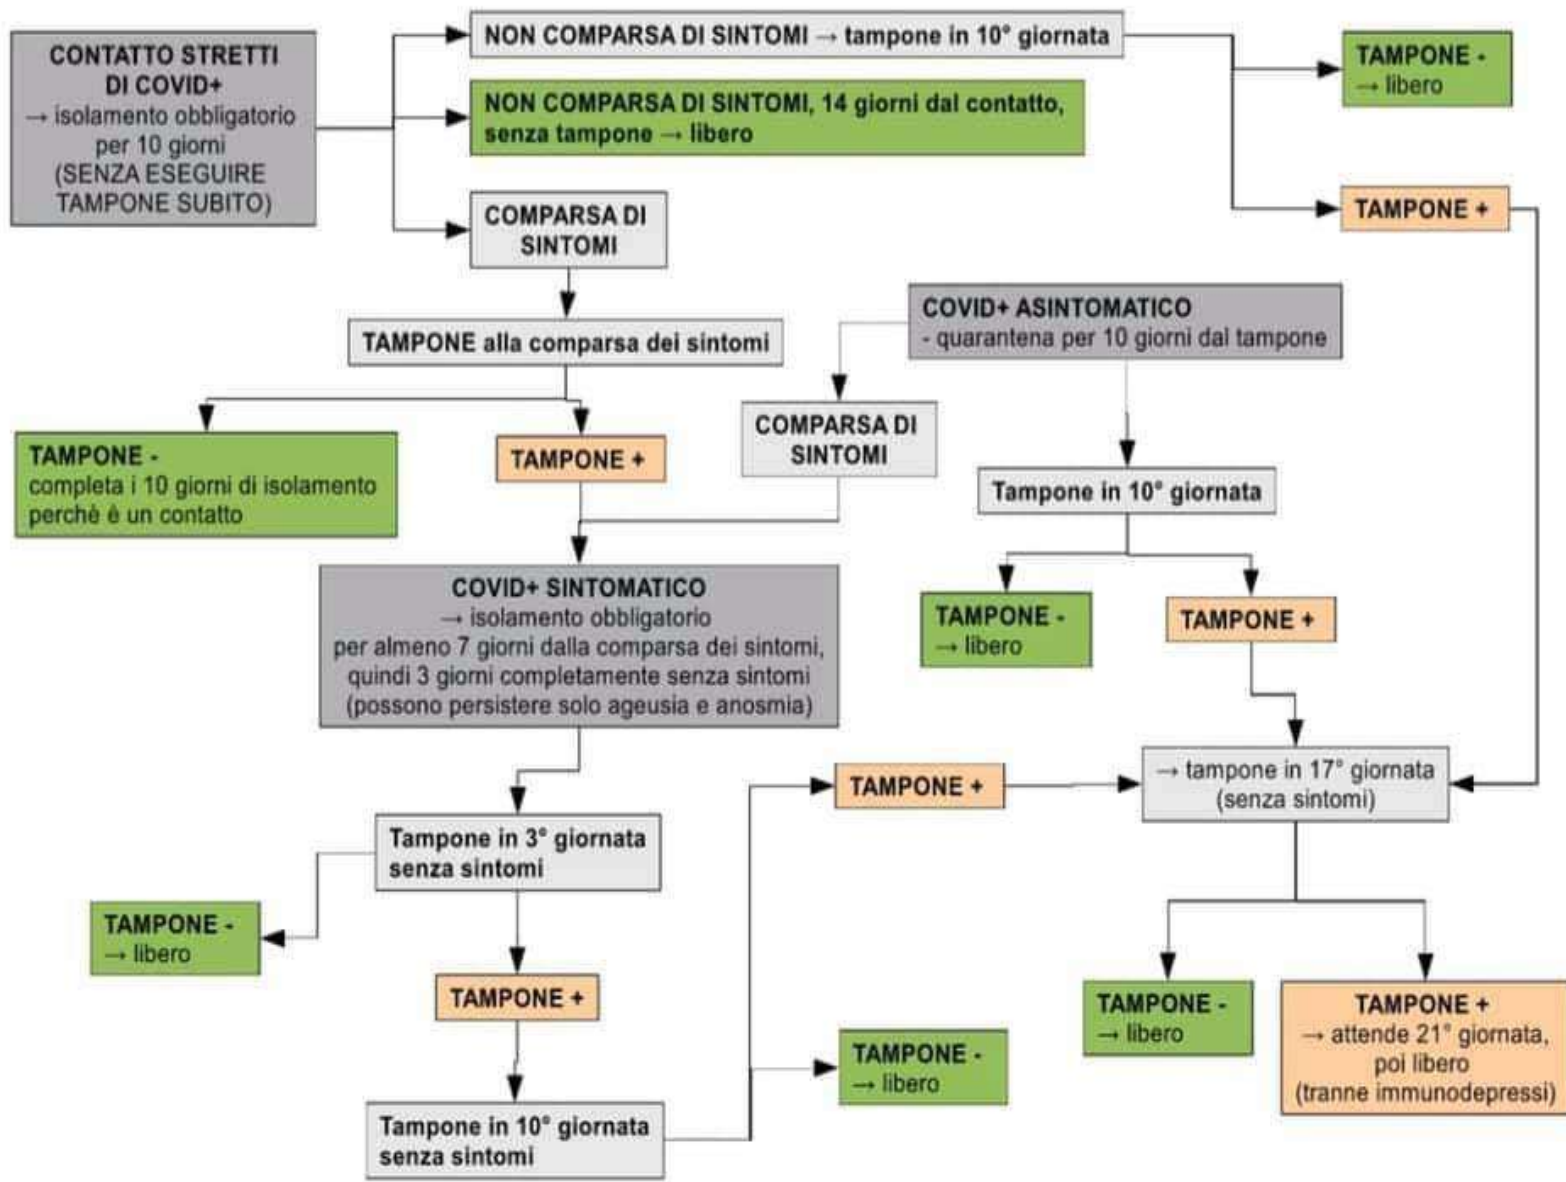 CONTATTO STRETTI
DI COVID+
→ isolamento obbligatorio
per 10 giorni
(SENZA ESEGUIRE
TAMPONE SUBITO)
NON COMPARSA DI SINTOMI → tampone in 10° giornata
NON COMPARSA DI SINTOMI, 14 giorni dal contatto,
senza tampone → libero
COMPARSA DI
SINTOMI
TAMPONE -
→ libero
TAMPONE +
TAMPONE alla comparsa dei sintomi
COVID+ ASINTOMATICO
- quarantena per 10 giorni dal tampone
TAMPONE -
completa i 10 giorni di isolamento
perchè è un contatto
TAMPONE +
COMPARSA DI
SINTOMI
Tampone in 10° giornata
COVID+ SINTOMATICO
→ isolamento obbligatorio
per almeno 7 giorni dalla comparsa dei sintomi,
quindi 3 giorni completamente senza sintomi
(possono persistere solo ageusia e anosmia)
TAMPONE -
→ libero
TAMPONE +
TAMPONE +
→ tampone in 17° giornata
(senza sintomi)
Tampone in 3° giornata
senza sintomi
TAMPONE -
→ libero
TAMPONE +
TAMPONE -
→ libero
TAMPONE -
→ libero
TAMPONE +
→ attende 21° giornata,
poi libero
(tranne immunodepressi)
Tampone in 10° giornata
senza sintomi